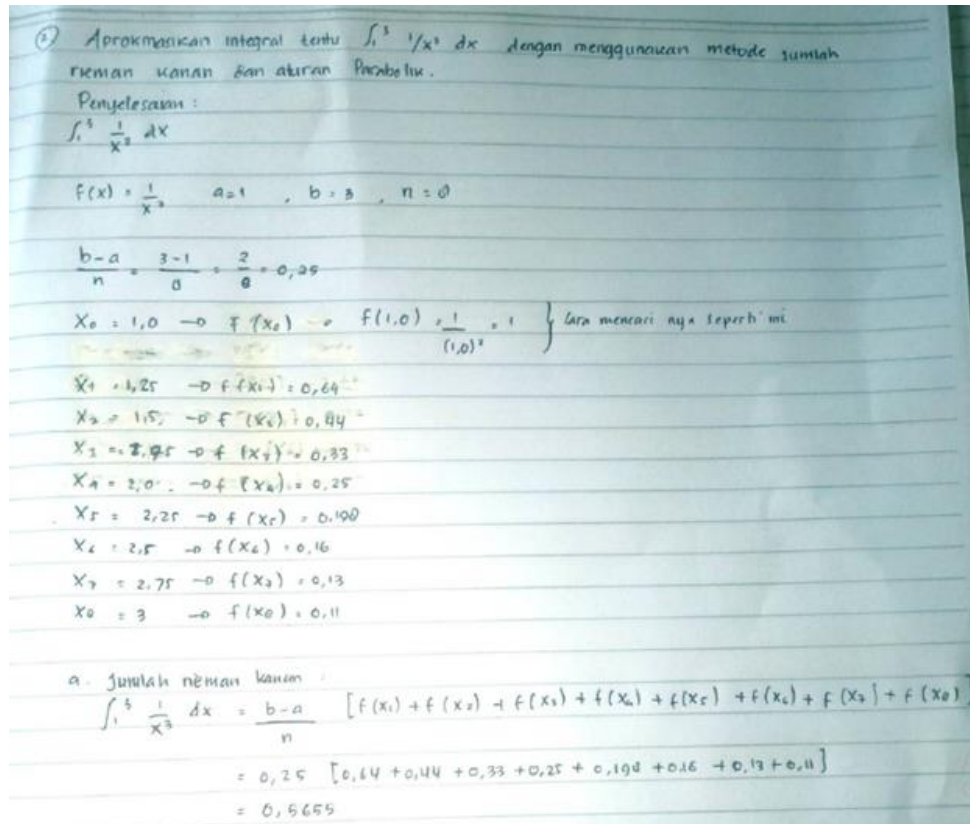 ② Aprokmasikan integral tentu ∫₁³ 1/x² dx dengan menggunakan metode jumlah
rieman kanan dan aturan Parabolik.
Penyelesaian :
∫₁³ 1/x² dx
f(x) = 1/x² a=1 , b=3 , n=8
b-a/n = 3-1/8 = 2/8 = 0,25
X₀ = 1,0 → f(x₀) = f(1,0) = 1/(1,0)² = 1 } Cara mencari nya seperti ini
X₁ = 1,25 → f(x₁) = 0,64
X₂ = 1,5 → f(x₂) = 0,44
X₃ = 1,75 → f(x₃) = 0,33
X₄ = 2,0 → f(x₄) = 0,25
X₅ = 2,25 → f(x₅) = 0,198
X₆ = 2,5 → f(x₆) = 0,16
X₇ = 2.75 → f(x₇) = 0,13
X₈ = 3 → f(x₈) = 0,11
a. Jumlah rieman kanan
∫₁³ 1/x² dx = b-a/n [f(x₁) + f(x₂) + f(x₃) + f(x₄) + f(x₅) + f(x₆) + f(x₇) + f(x₈)]
= 0,25 [0,64 + 0,44 + 0,33 + 0,25 + 0,198 + 0.16 + 0,13 + 0,11]
= 0,5655